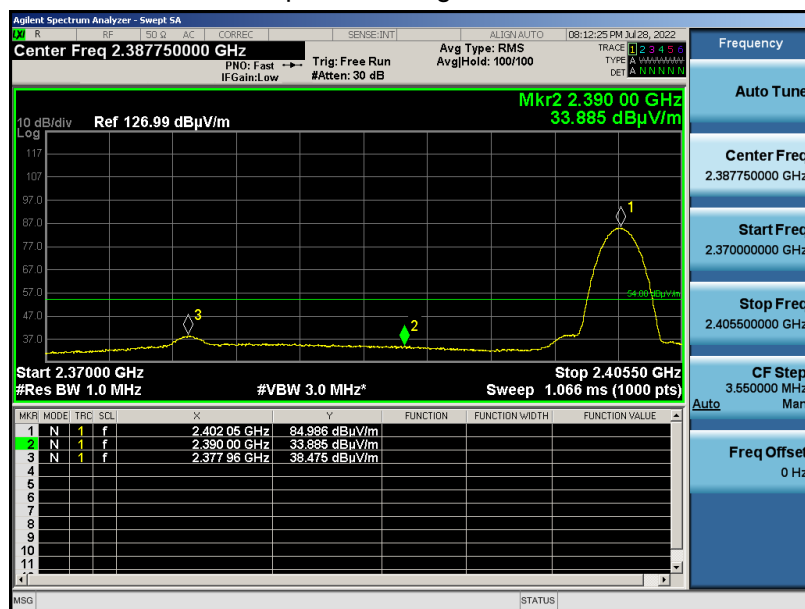 Agilent Spectrum Analyzer - Swept SA
LXI R RF 50 Ω AC CORREC SENSE:INT ALIGN AUTO 08:12:25 PM Jul 28, 2022
Center Freq 2.387750000 GHz
PNO: Fast
IFGain:Low
Trig: Free Run
#Atten: 30 dB
Avg Type: RMS
Avg|Hold: 100/100
TRACE 1 2 3 4 5 6
TYPE A WWWWW
DET A N N N N N
Mkr2 2.390 00 GHz
33.885 dBµV/m
10 dB/div Ref 126.99 dBµV/m
Log
117
107
97.0
87.0
77.0
67.0
57.0
47.0
37.0
1
2
3
54.00 dBµV/m
Start 2.37000 GHz Stop 2.40550 GHz
#Res BW 1.0 MHz #VBW 3.0 MHz* Sweep 1.066 ms (1000 pts)
MKR MODE TRC SCL X Y FUNCTION FUNCTION WIDTH FUNCTION VALUE
1 N 1 f 2.402 05 GHz 84.986 dBµV/m
2 N 1 f 2.390 00 GHz 33.885 dBµV/m
3 N 1 f 2.377 96 GHz 38.475 dBµV/m
4
5
6
7
8
9
10
11
MSG STATUS
Frequency
Auto Tune
Center Freq
2.387750000 GHz
Start Freq
2.370000000 GHz
Stop Freq
2.405500000 GHz
CF Step
3.550000 MHz
Auto Man
Freq Offset
0 Hz